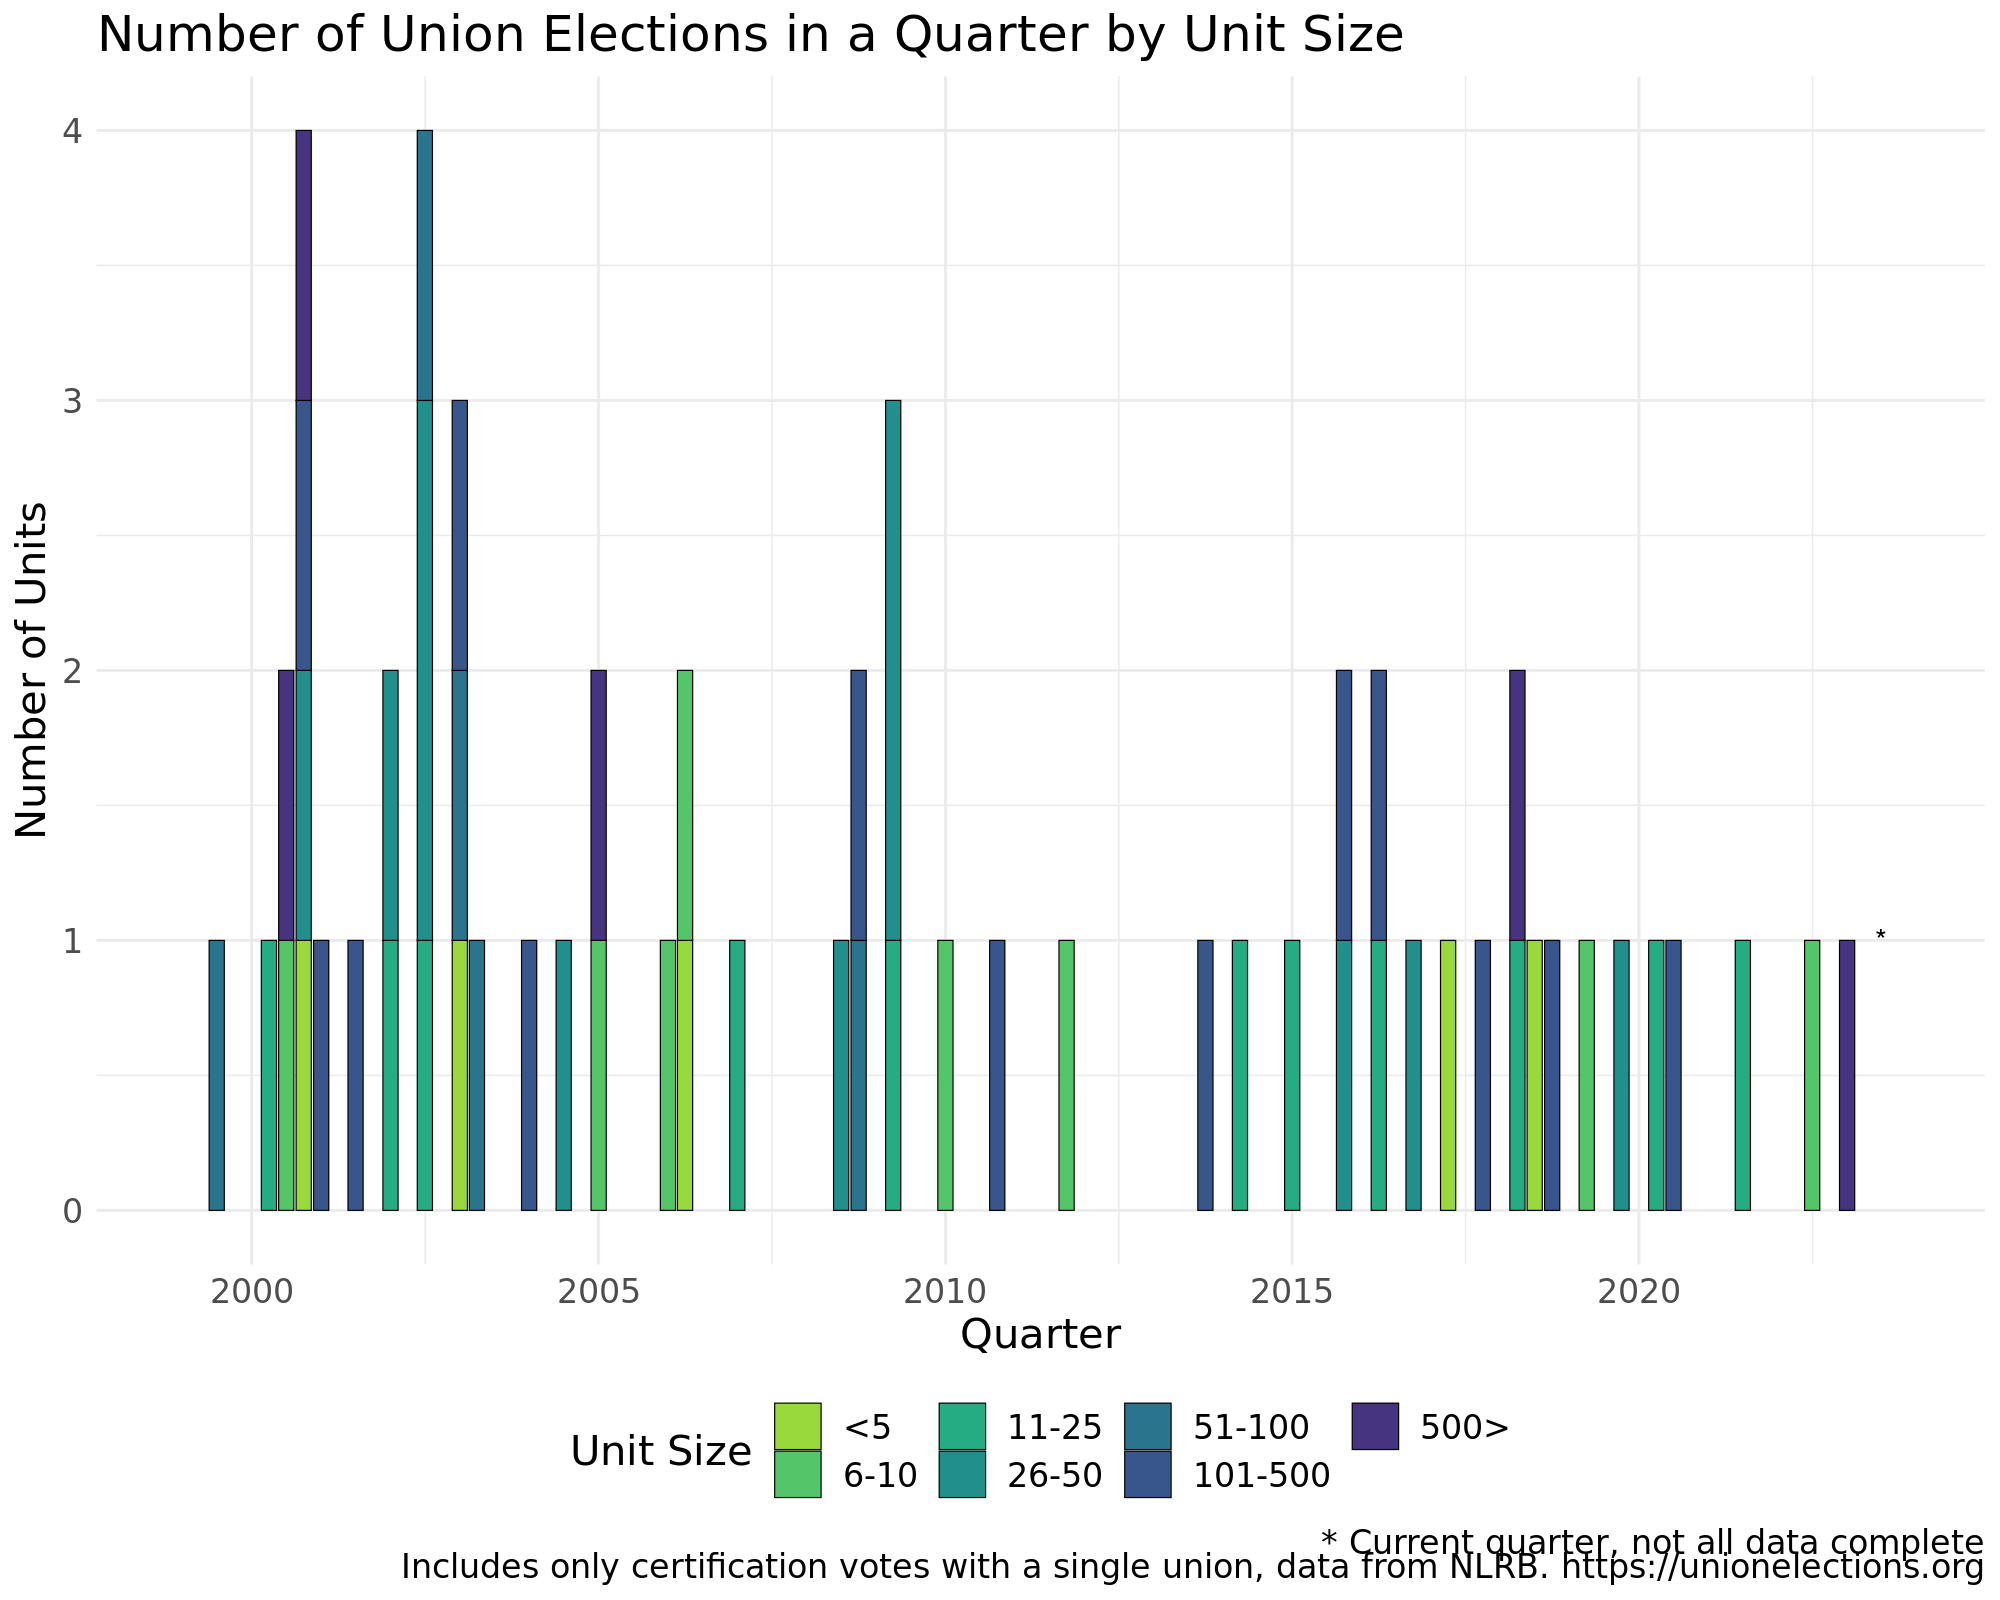 Number of Union Elections in a Quarter by Unit Size
Number of Units
4
3
2
1
0
*
2000 2005 2010 2015 2020
Quarter
Unit Size
<5 11-25 51-100 500>
6-10 26-50 101-500
* Current quarter, not all data complete
Includes only certification votes with a single union, data from NLRB. https://unionelections.org